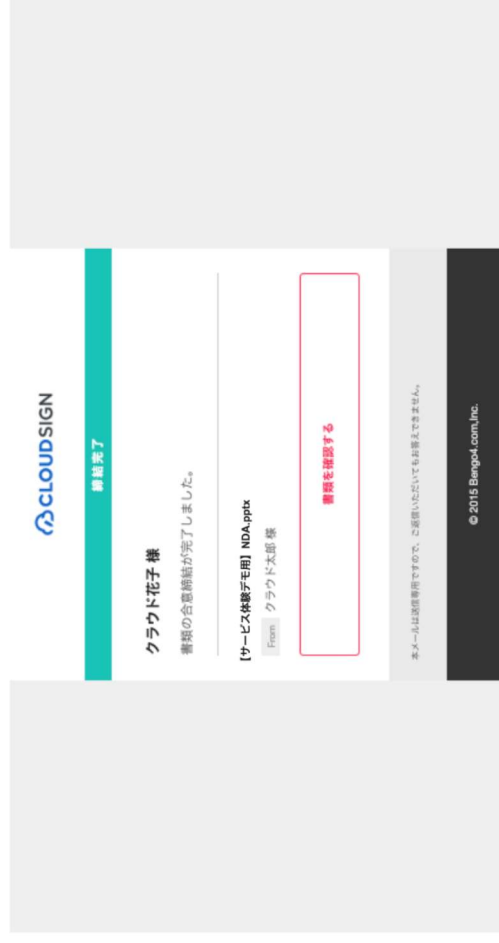 CLOUDSIGN
締結完了
クラウド花子 様
書類の合意締結が完了しました。
【サービス体験デモ用】NDA.pptx
From クラウド太郎 様
書類を確認する
本メールは送信専用ですので、ご返信いただいてもお答えできません。
© 2015 Bengo4.com,Inc.